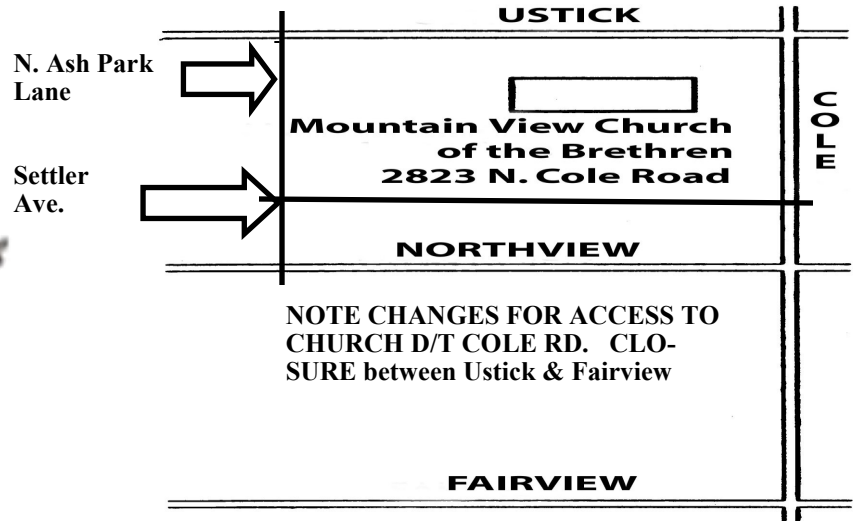 USTICK
N. Ash Park
Lane
COLE
Mountain View Church
of the Brethren
2823 N. Cole Road
Settler
Ave.
NORTHVIEW
NOTE CHANGES FOR ACCESS TO
CHURCH D/T COLE RD.   CLO-
SURE between Ustick & Fairview
FAIRVIEW